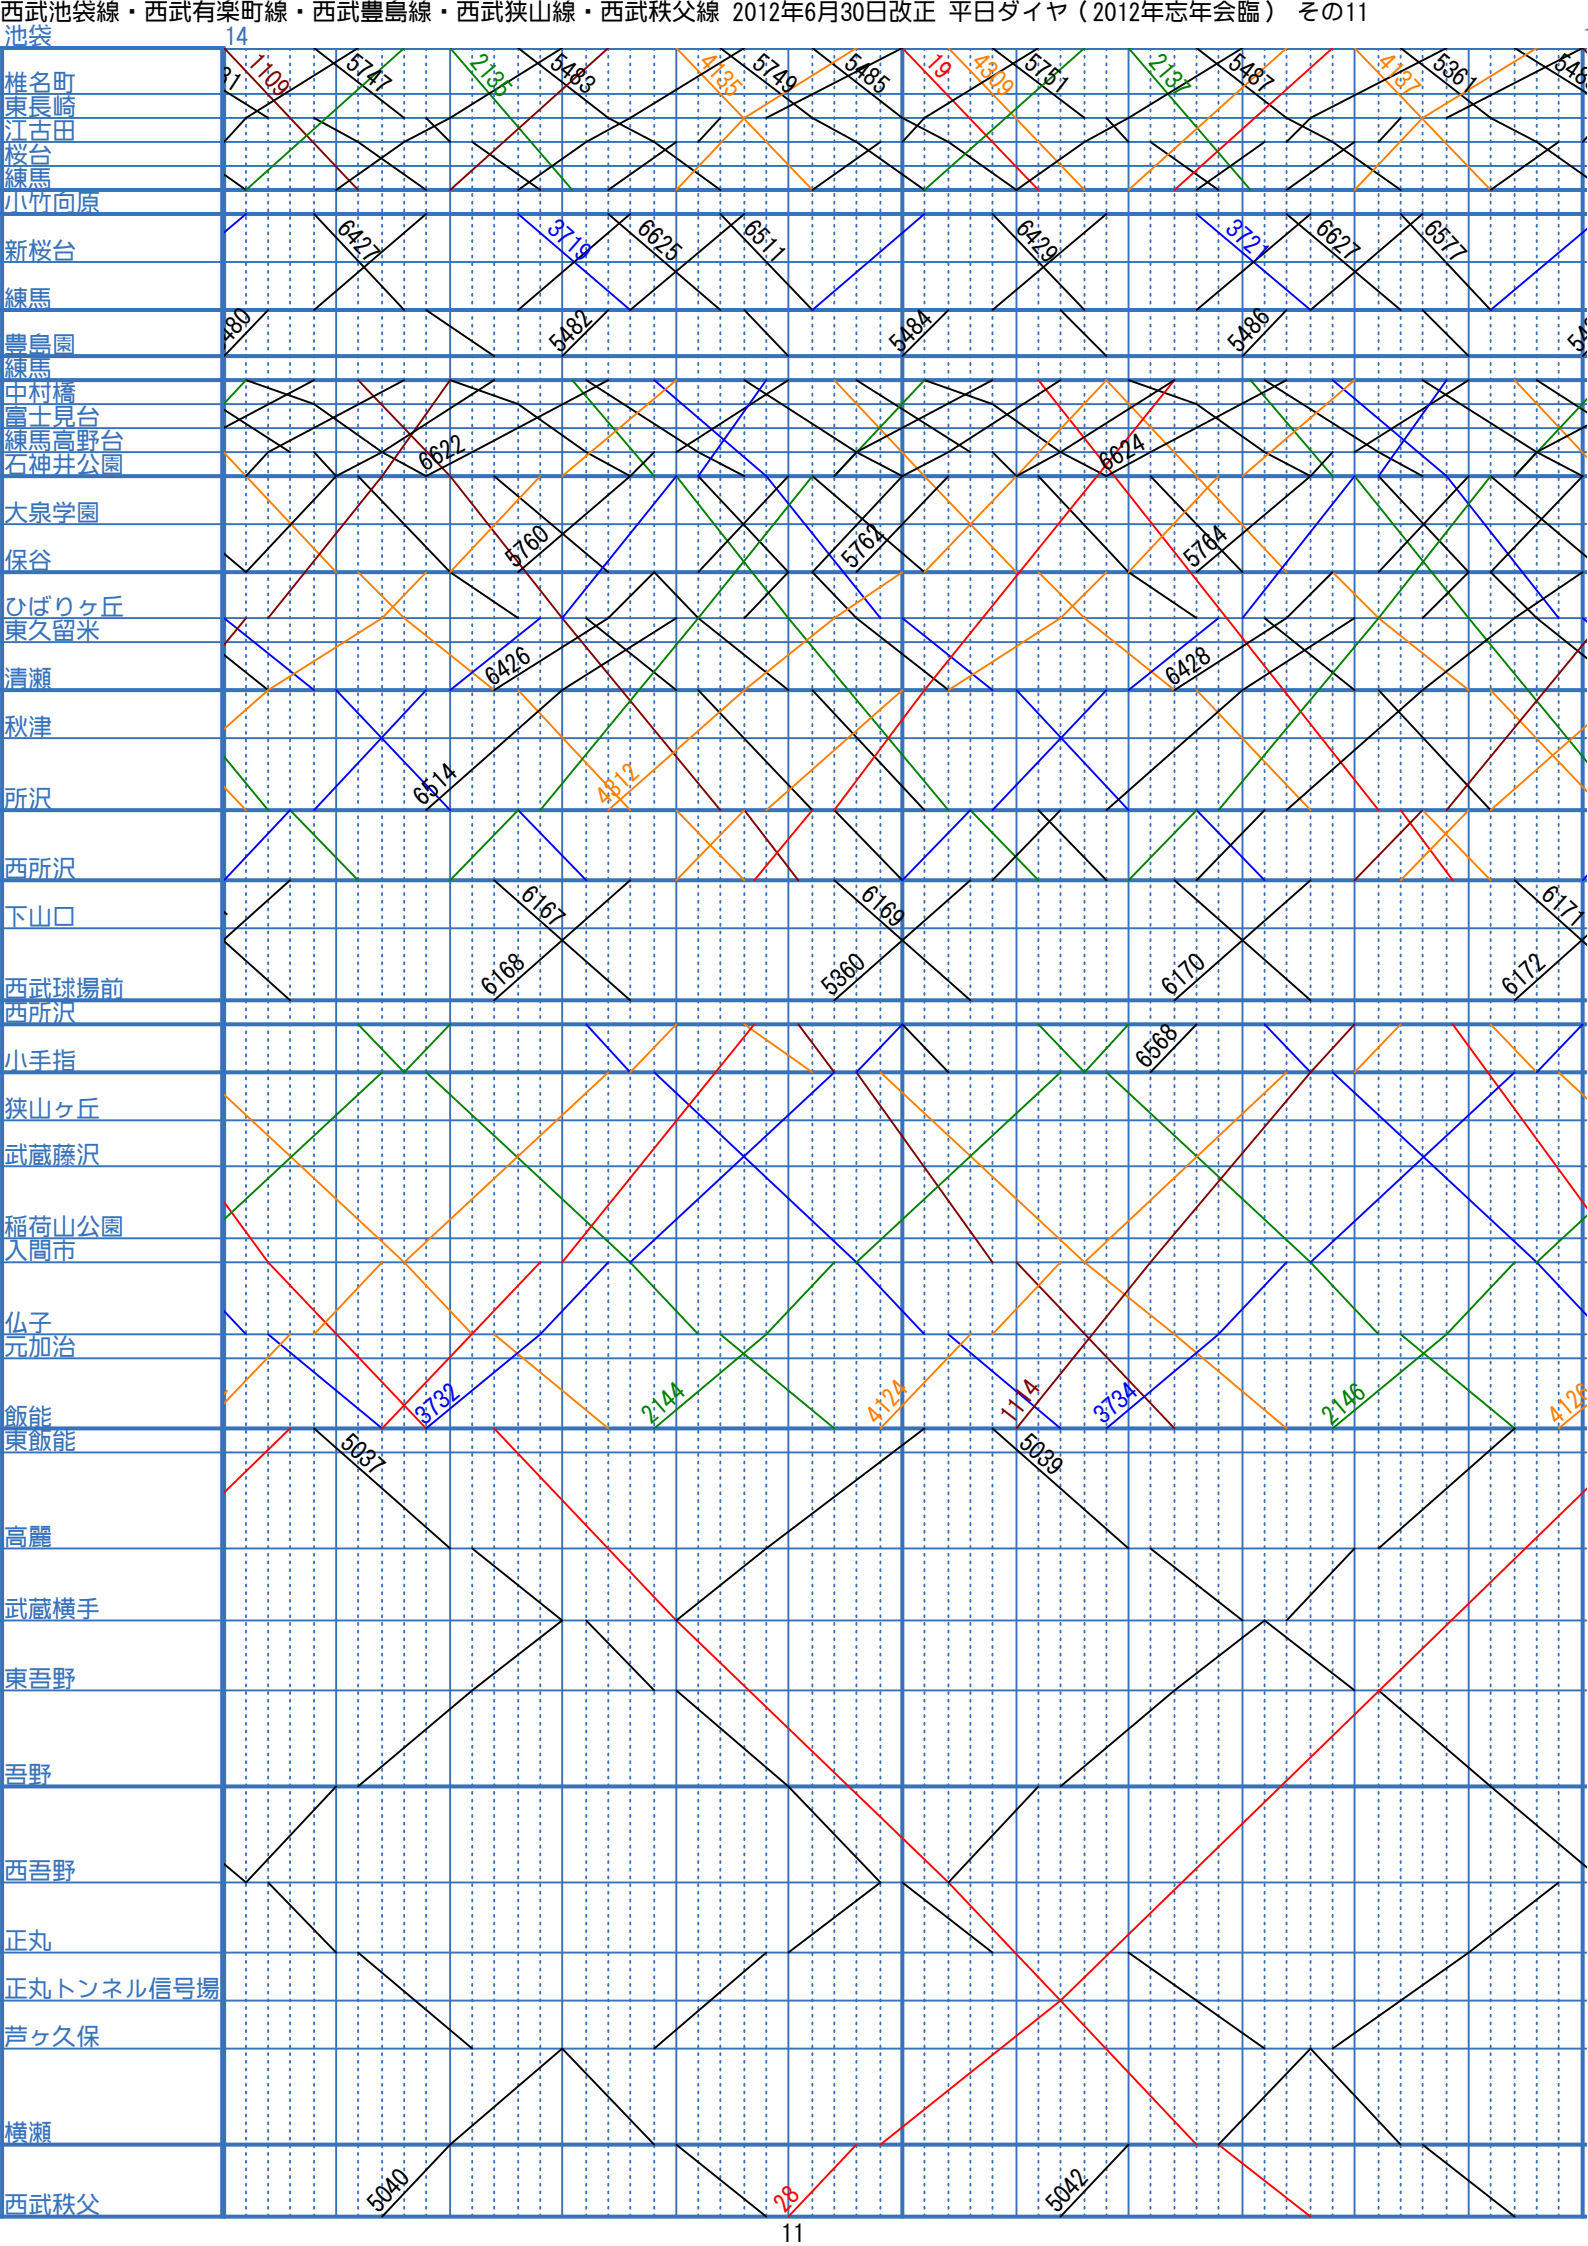 西武池袋線・西武有楽町線・西武豊島線・西武狭山線・西武秩父線 2012年6月30日改正 平日ダイヤ（2012年忘年会臨） その11
池袋 14
椎名町 31 1109 5747 2135 5483 4135 5749 5485 19 4309 5751 2137 5487 4137 5361 548
東長崎
江古田
桜台
練馬
小竹向原
新桜台 6427 3719 6625 6511 6429 3721 6627 6577
練馬
豊島園 480 5482 5484 5486 548
練馬
中村橋
富士見台
練馬高野台
石神井公園 6622 6624
大泉学園
保谷 5760 5762 5764
ひばりヶ丘
東久留米
清瀬 6426 6428
秋津
所沢 6514 4812
西所沢
下山口 6167 6169 6171
西武球場前 6168 5360 6170 6172
西所沢
小手指 6568
狭山ヶ丘
武蔵藤沢
稲荷山公園
入間市
仏子
元加治
飯能 3732 2144 4124 1114 3734 2146 4126
東飯能 5037 5039
高麗
武蔵横手
東吾野
吾野
西吾野
正丸
正丸トンネル信号場
芦ヶ久保
横瀬
西武秩父 5040 28 5042
11